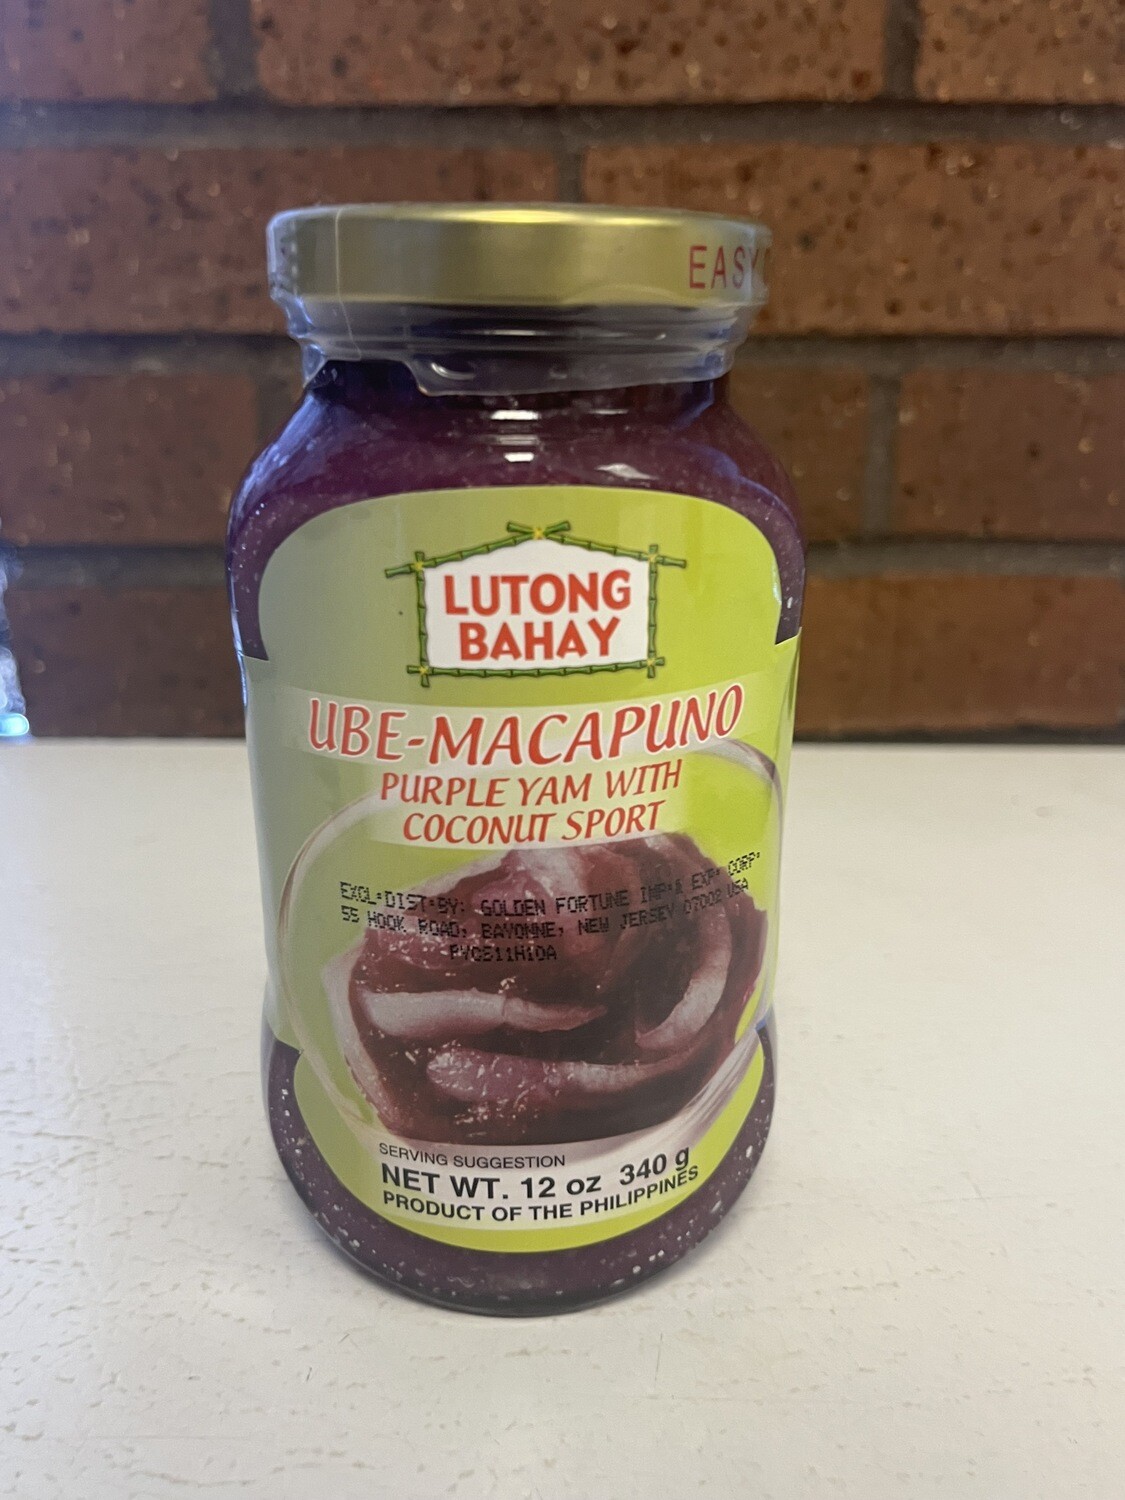 EASY
LUTONG
BAHAY
UBE-MACAPUNO
PURPLE YAM WITH
COCONUT SPORT
EXCL·DIST·BY: GOLDEN FORTUNE IMP·& EXP· CORP·
55 HOOK ROAD, BAYONNE, NEW JERSEY 07002 USA
SERVING SUGGESTION
NET WT. 12 oz 340 g
PRODUCT OF THE PHILIPPINES